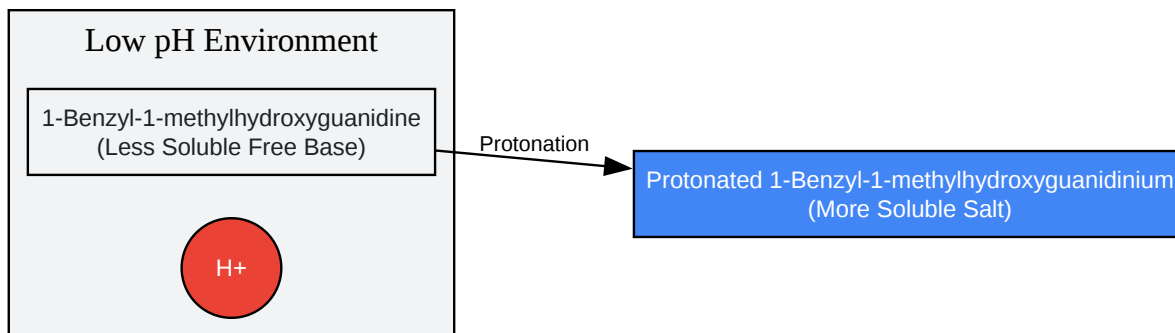 Low pH Environment
1-Benzyl-1-methylhydroxyguanidine
(Less Soluble Free Base)
Protonation
Protonated 1-Benzyl-1-methylhydroxyguanidinium
(More Soluble Salt)
H+